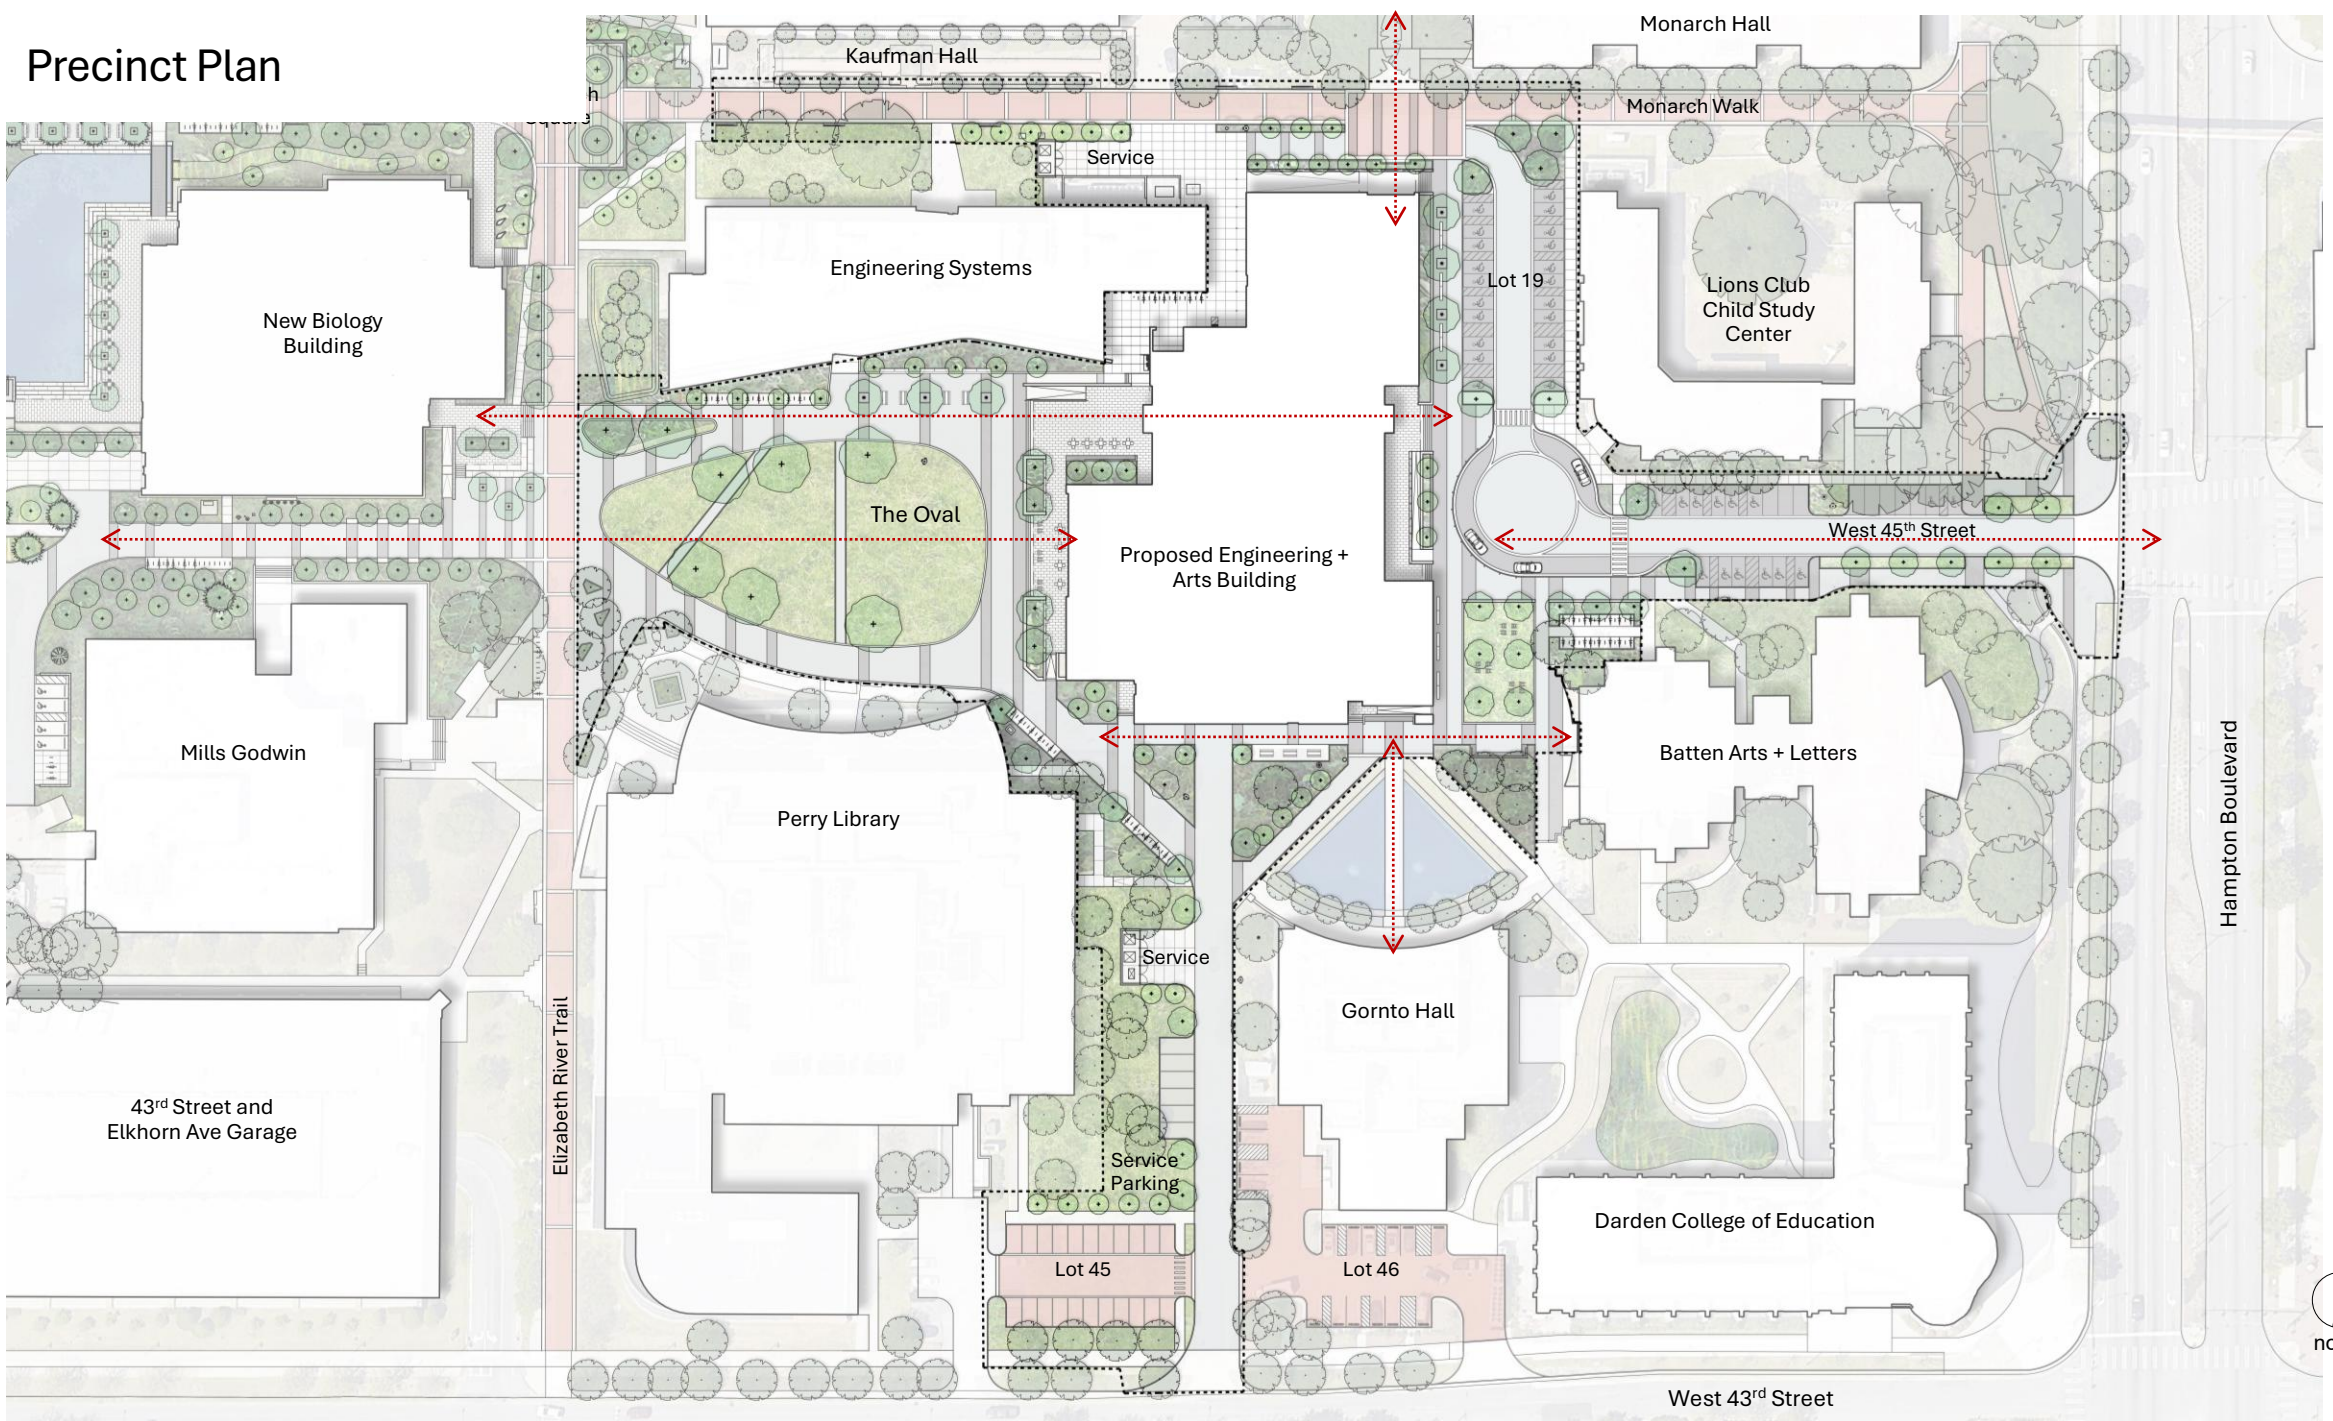 Precinct Plan
Monarch Hall
Kaufman Hall
Monarch Walk
Square
Service
Engineering Systems
Lot 19
Lions Club
Child Study
Center
New Biology
Building
The Oval
West 45th Street
Proposed Engineering +
Arts Building
Mills Godwin
Batten Arts + Letters
Perry Library
Hampton Boulevard
Service
Gornto Hall
Elizabeth River Trail
43rd Street and
Elkhorn Ave Garage
Service
Parking
Darden College of Education
Lot 45
Lot 46
West 43rd Street